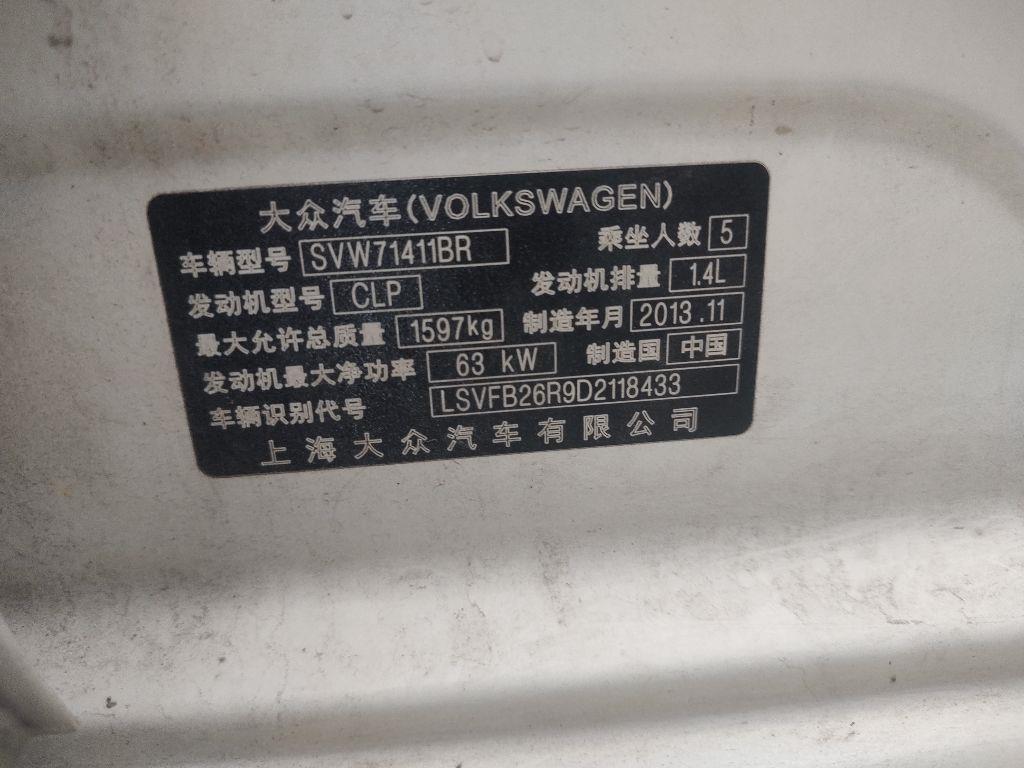 大众汽车(VOLKSWAGEN)
车辆型号 SVW71411BR 乘坐人数 5
发动机型号 CLP 发动机排量 1.4L
最大允许总质量 1597kg 制造年月 2013.11
发动机最大净功率 63 kW 制造国 中国
车辆识别代号 LSVFB26R9D2118433
上海大众汽车有限公司